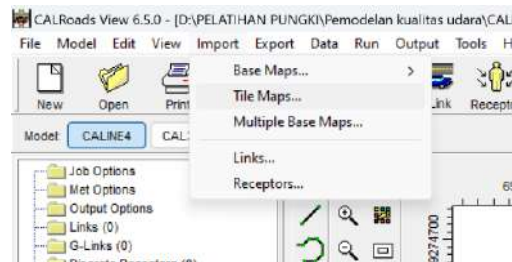 CALRoads View 6.5.0 - [D:\PELATIHAN PUNGKI\Pemodelan kualitas udara\CAL
File Model Edit View Import Export Data Run Output Tools H
Base Maps... >
Tile Maps...
Multiple Base Maps...
Links...
Receptors...
New Open Print Link Recept
Model: CALINE4 CAL
Job Options
Met Options
Output Options
Links (0)
G-Links (0)
9274700